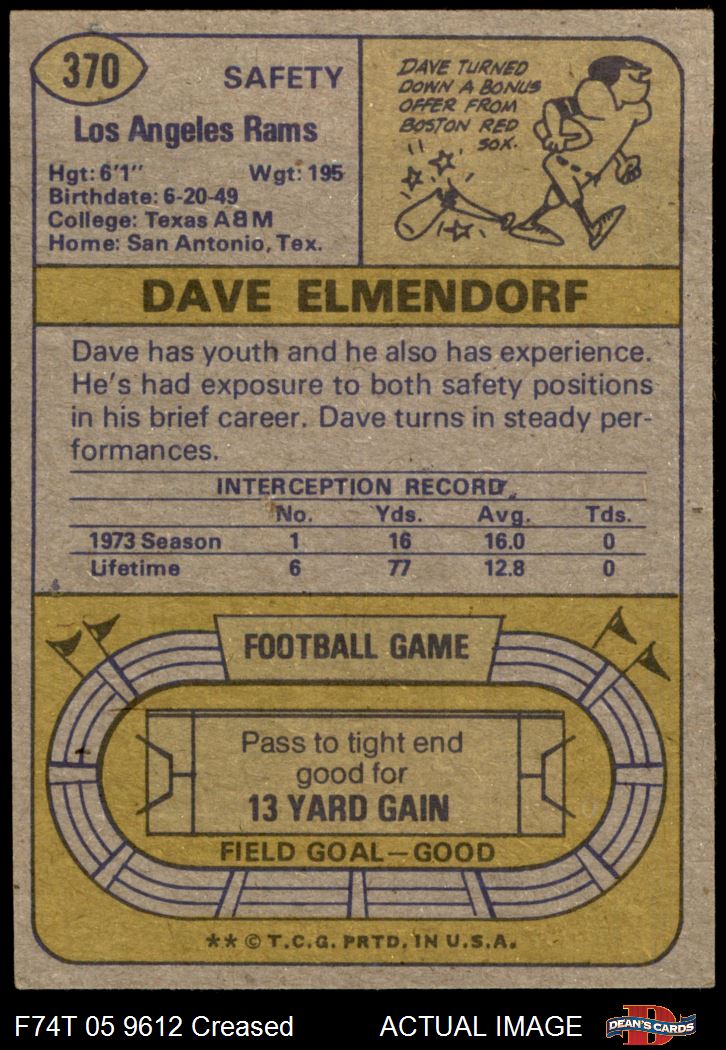 370
SAFETY
Los Angeles Rams
Hgt: 6'1" Wgt: 195
Birthdate: 6-20-49
College: Texas A&M
Home: San Antonio, Tex.
DAVE TURNED
DOWN A BONUS
OFFER FROM
BOSTON RED
SOX.
DAVE ELMENDORF
Dave has youth and he also has experience.
He's had exposure to both safety positions
in his brief career. Dave turns in steady per-
formances.
INTERCEPTION RECORD
No. Yds. Avg. Tds.
1973 Season 1 16 16.0 0
Lifetime 6 77 12.8 0
FOOTBALL GAME
Pass to tight end
good for
13 YARD GAIN
FIELD GOAL—GOOD
** © T.C.G. PRTD. IN U.S.A.
F74T 05 9612 Creased ACTUAL IMAGE
D
DEAN'S CARDS